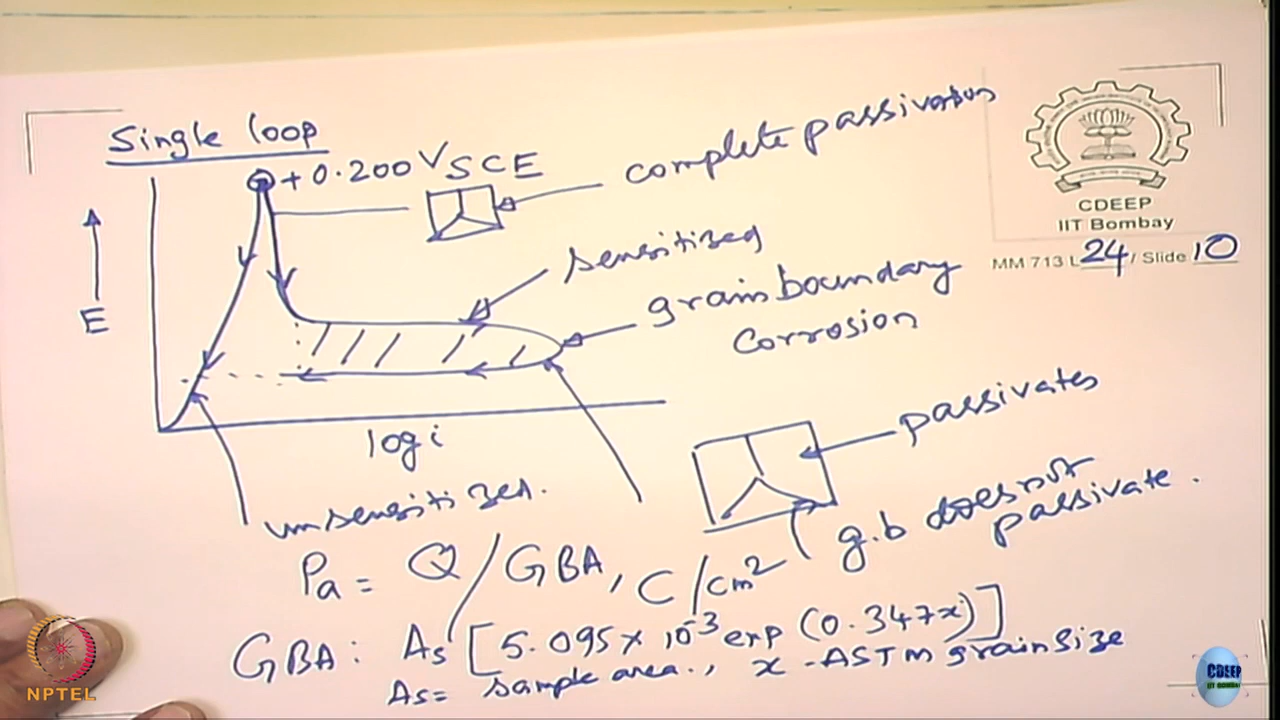 Single loop
+0.200 V SCE
complete passivation
CDEEP
IIT Bombay
MM 713 L 24 / Slide 10
sensitized
grain boundary
corrosion
E
log i
passivates
unsensitized.
g.b does not
passivate.
Pa = Q / GBA, C/cm²
GBA: As [5.095 × 10⁻³ exp (0.347x)]
As = sample area., x - ASTM grain size
NPTEL
CDEEP
IIT BOMBAY